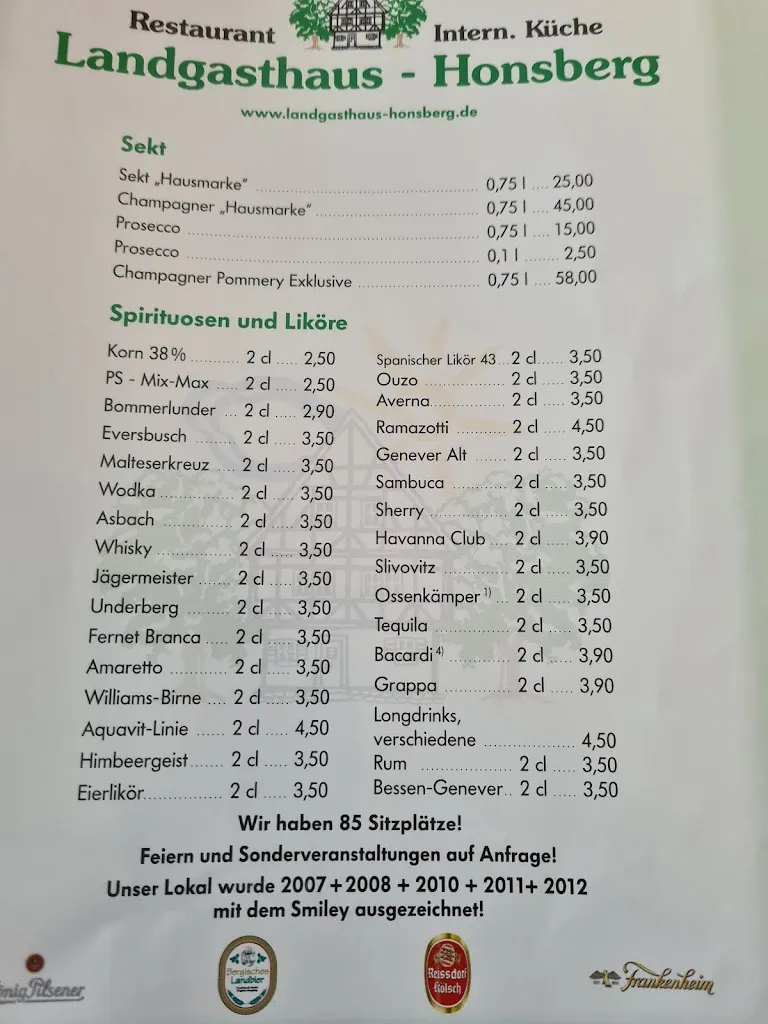 Restaurant Intern. Küche
Landgasthaus - Honsberg
www.landgasthaus-honsberg.de
Sekt
Sekt „Hausmarke" 0,75 l .... 25,00
Champagner „Hausmarke" 0,75 l .... 45,00
Prosecco 0,75 l .... 15,00
Prosecco 0,1 l ........ 2,50
Champagner Pommery Exklusive 0,75 l .... 58,00
Spirituosen und Liköre
Korn 38% ........... 2 cl ..... 2,50
PS - Mix-Max ..... 2 cl ..... 2,50
Bommerlunder ... 2 cl ..... 2,90
Eversbusch ........ 2 cl ..... 3,50
Malteserkreuz .... 2 cl ..... 3,50
Wodka ............... 2 cl ..... 3,50
Asbach .............. 2 cl ..... 3,50
Whisky ................ 2 cl ..... 3,50
Jägermeister ....... 2 cl ..... 3,50
Underberg ......... 2 cl ..... 3,50
Fernet Branca ..... 2 cl ..... 3,50
Amaretto ............ 2 cl ..... 3,50
Williams-Birne .... 2 cl ..... 3,50
Aquavit-Linie ...... 2 cl ..... 4,50
Himbeergeist ....... 2 cl ..... 3,50
Eierlikör ................ 2 cl ..... 3,50
Spanischer Likör 43 ... 2 cl ..... 3,50
Ouzo ................ 2 cl ..... 3,50
Averna ............... 2 cl ..... 3,50
Ramazotti .......... 2 cl ..... 4,50
Genever Alt ........ 2 cl ..... 3,50
Sambuca ........... 2 cl ..... 3,50
Sherry ................ 2 cl ..... 3,50
Havanna Club .... 2 cl ..... 3,90
Slivovitz ............. 2 cl ..... 3,50
Ossenkämper 1) ... 2 cl ..... 3,50
Tequila .............. 2 cl ..... 3,50
Bacardi 4) ............ 2 cl ..... 3,90
Grappa ............. 2 cl ..... 3,90
Longdrinks,
verschiedene ...................... 4,50
Rum .................. 2 cl ..... 3,50
Bessen-Genever .. 2 cl ..... 3,50
Wir haben 85 Sitzplätze!
Feiern und Sonderveranstaltungen auf Anfrage!
Unser Lokal wurde 2007+2008 + 2010 + 2011+ 2012
mit dem Smiley ausgezeichnet!
Pilsener
Bergisches
Landbier
Reissdorf
Kölsch
Frankenheim